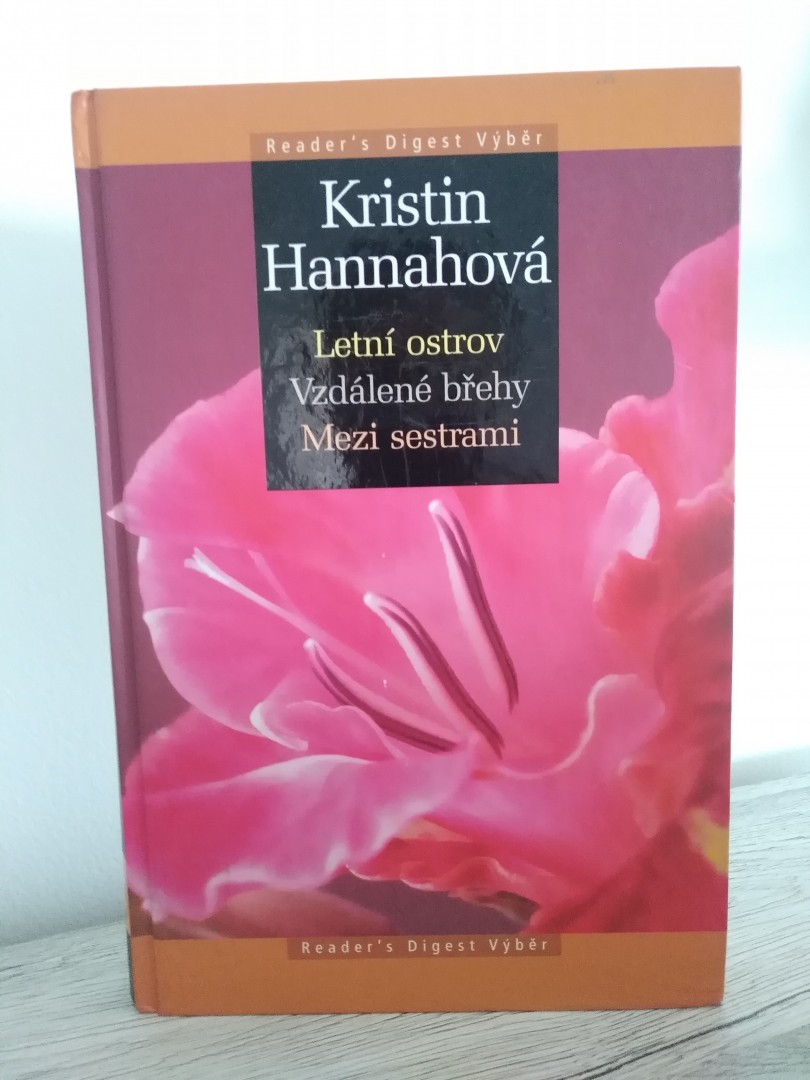 Reader's Digest Výběr
Kristin
Hannahová
Letní ostrov
Vzdálené břehy
Mezi sestrami
Reader's Digest Výběr